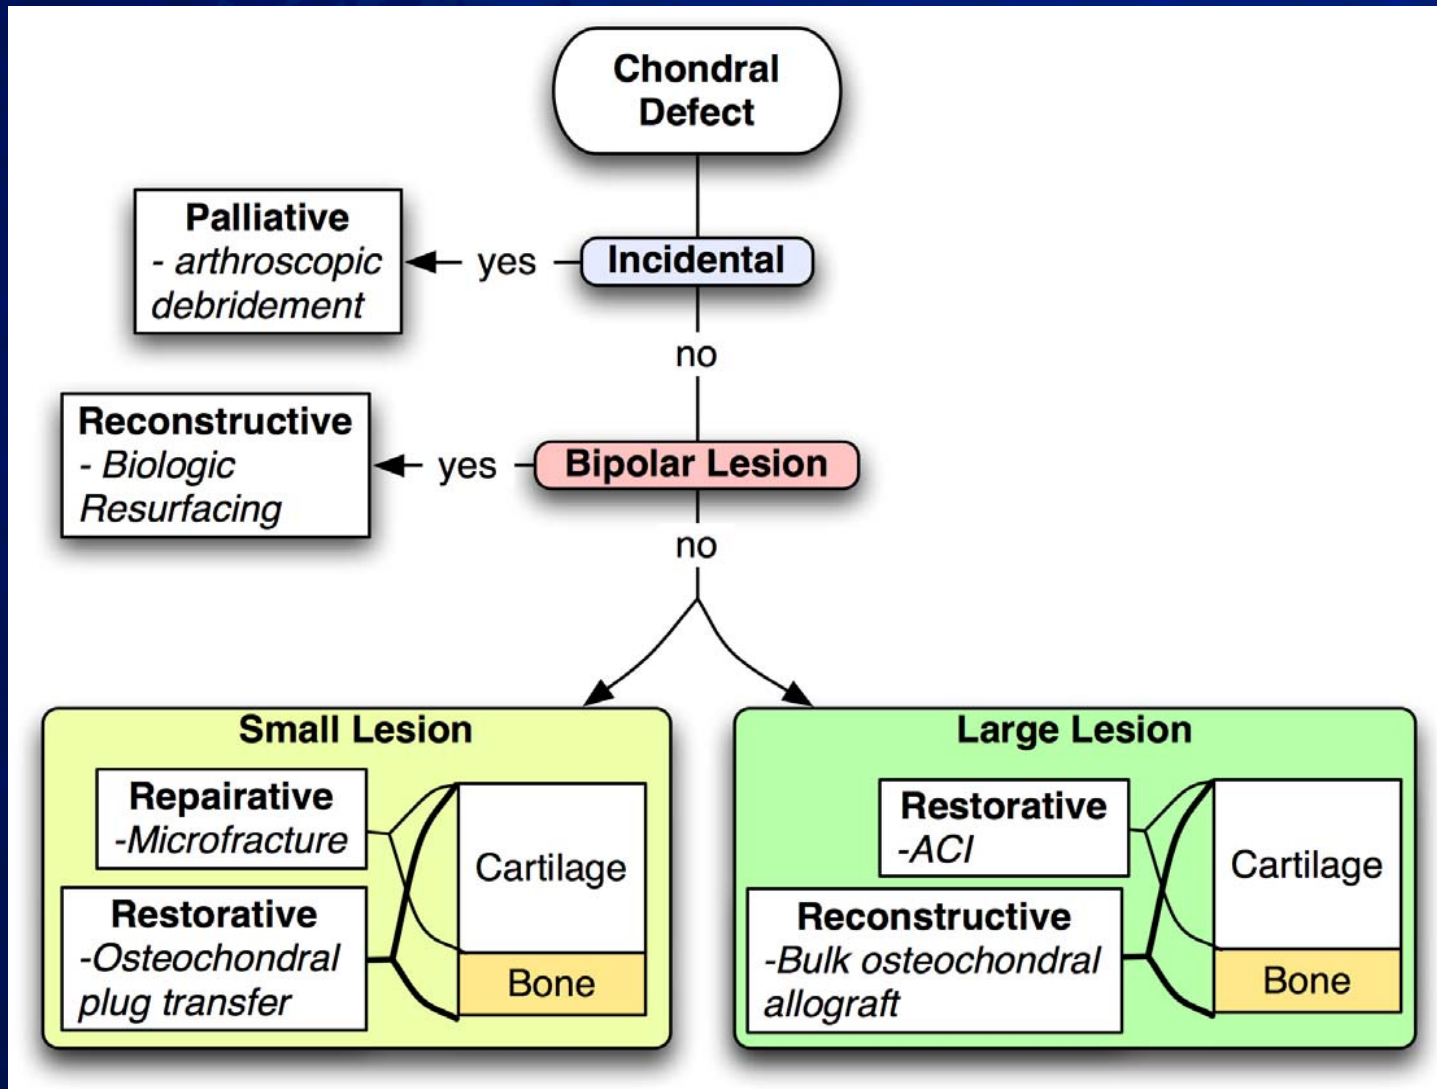 Chondral
Defect
Palliative
- arthroscopic
debridement
yes
Incidental
no
Reconstructive
- Biologic
Resurfacing
yes
Bipolar Lesion
no
Small Lesion
Repairative
-Microfracture
Restorative
-Osteochondral
plug transfer
Cartilage
Bone
Large Lesion
Restorative
-ACI
Reconstructive
-Bulk osteochondral
allograft
Cartilage
Bone